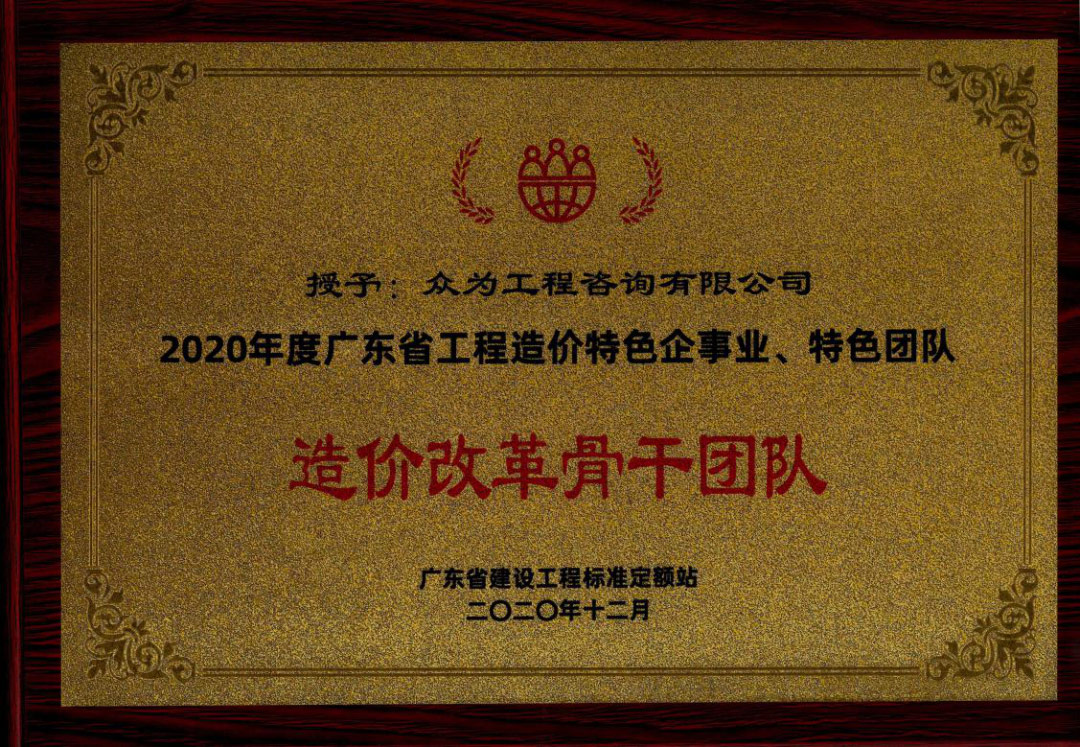 授予：众为工程咨询有限公司
2020年度广东省工程造价特色企事业、特色团队
造价改革骨干团队
广东省建设工程标准定额站
二〇二〇年十二月